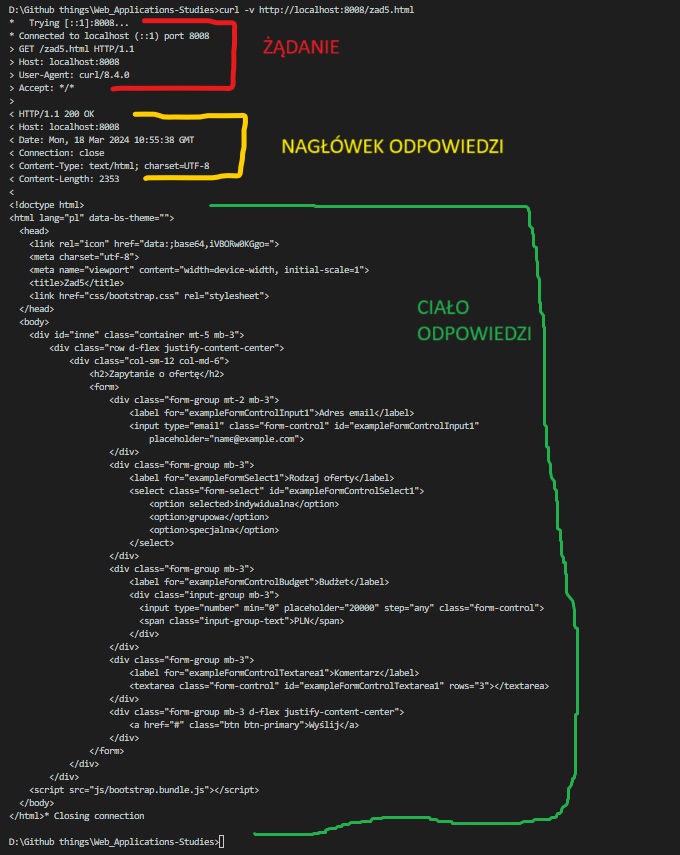 D:\Github things\Web_Applications-Studies>curl -v http://localhost:8008/zad5.html
*   Trying [::1]:8008...
* Connected to localhost (::1) port 8008
> GET /zad5.html HTTP/1.1
> Host: localhost:8008
> User-Agent: curl/8.4.0
> Accept: */*
>
ŻĄDANIE
< HTTP/1.1 200 OK
< Host: localhost:8008
< Date: Mon, 18 Mar 2024 10:55:38 GMT
< Connection: close
< Content-Type: text/html; charset=UTF-8
< Content-Length: 2353
<
NAGŁÓWEK ODPOWIEDZI
<!doctype html>
<html lang="pl" data-bs-theme="">
  <head>
    <link rel="icon" href="data:;base64,iVBORw0KGgo=">
    <meta charset="utf-8">
    <meta name="viewport" content="width=device-width, initial-scale=1">
    <title>Zad5</title>
    <link href="css/bootstrap.css" rel="stylesheet">
  </head>
  <body>
    <div id="inne" class="container mt-5 mb-3">
        <div class="row d-flex justify-content-center">
            <div class="col-sm-12 col-md-6">
                <h2>Zapytanie o ofertę</h2>
                <form>
                    <div class="form-group mt-2 mb-3">
                        <label for="exampleFormControlInput1">Adres email</label>
                        <input type="email" class="form-control" id="exampleFormControlInput1"
                            placeholder="name@example.com">
                    </div>
                    <div class="form-group mb-3">
                        <label for="exampleFormSelect1">Rodzaj oferty</label>
                        <select class="form-select" id="exampleFormControlSelect1">
                            <option selected>indywidualna</option>
                            <option>grupowa</option>
                            <option>specjalna</option>
                        </select>
                    </div>
                    <div class="form-group mb-3">
                        <label for="exampleFormControlBudget">Budżet</label>
                        <div class="input-group mb-3">
                          <input type="number" min="0" placeholder="20000" step="any" class="form-control">
                          <span class="input-group-text">PLN</span>
                        </div>
                    </div>
                    <div class="form-group mb-3">
                        <label for="exampleFormControlTextarea1">Komentarz</label>
                        <textarea class="form-control" id="exampleFormControlTextarea1" rows="3"></textarea>
                    </div>
                    <div class="form-group mb-3 d-flex justify-content-center">
                        <a href="#" class="btn btn-primary">Wyślij</a>
                    </div>
                </form>
            </div>
        </div>
    <script src="js/bootstrap.bundle.js"></script>
  </body>
</html>* Closing connection
CIAŁO
ODPOWIEDZI
D:\Github things\Web_Applications-Studies>